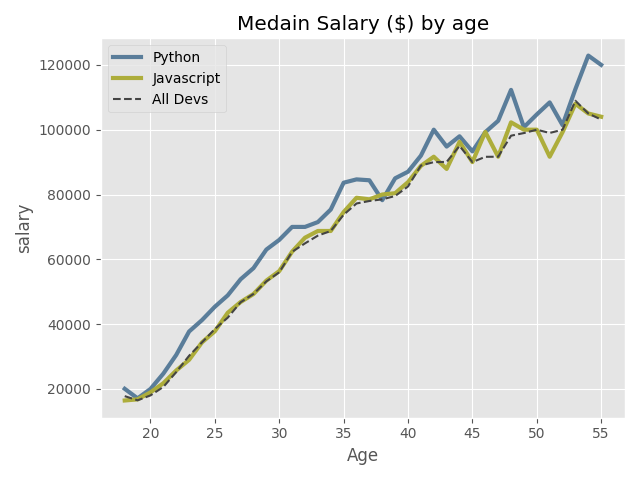 Medain Salary ($) by age
Python
Javascript
All Devs
120000
100000
80000
60000
40000
20000
salary
20 25 30 35 40 45 50 55
Age